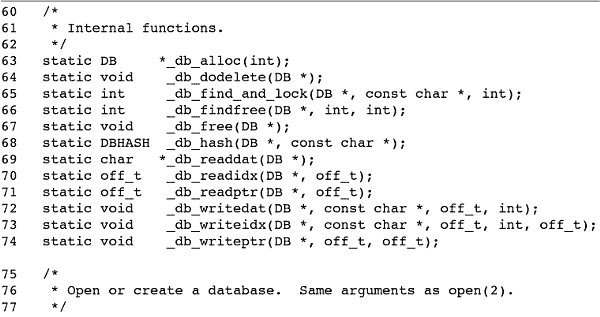 60 /*
61  * Internal functions.
62  */
63 static DB     *_db_alloc(int);
64 static void    _db_dodelete(DB *);
65 static int     _db_find_and_lock(DB *, const char *, int);
66 static int     _db_findfree(DB *, int, int);
67 static void    _db_free(DB *);
68 static DBHASH  _db_hash(DB *, const char *);
69 static char   *_db_readdat(DB *);
70 static off_t   _db_readidx(DB *, off_t);
71 static off_t   _db_readptr(DB *, off_t);
72 static void    _db_writedat(DB *, const char *, off_t, int);
73 static void    _db_writeidx(DB *, const char *, off_t, int, off_t);
74 static void    _db_writeptr(DB *, off_t, off_t);
75 /*
76  * Open or create a database.  Same arguments as open(2).
77  */